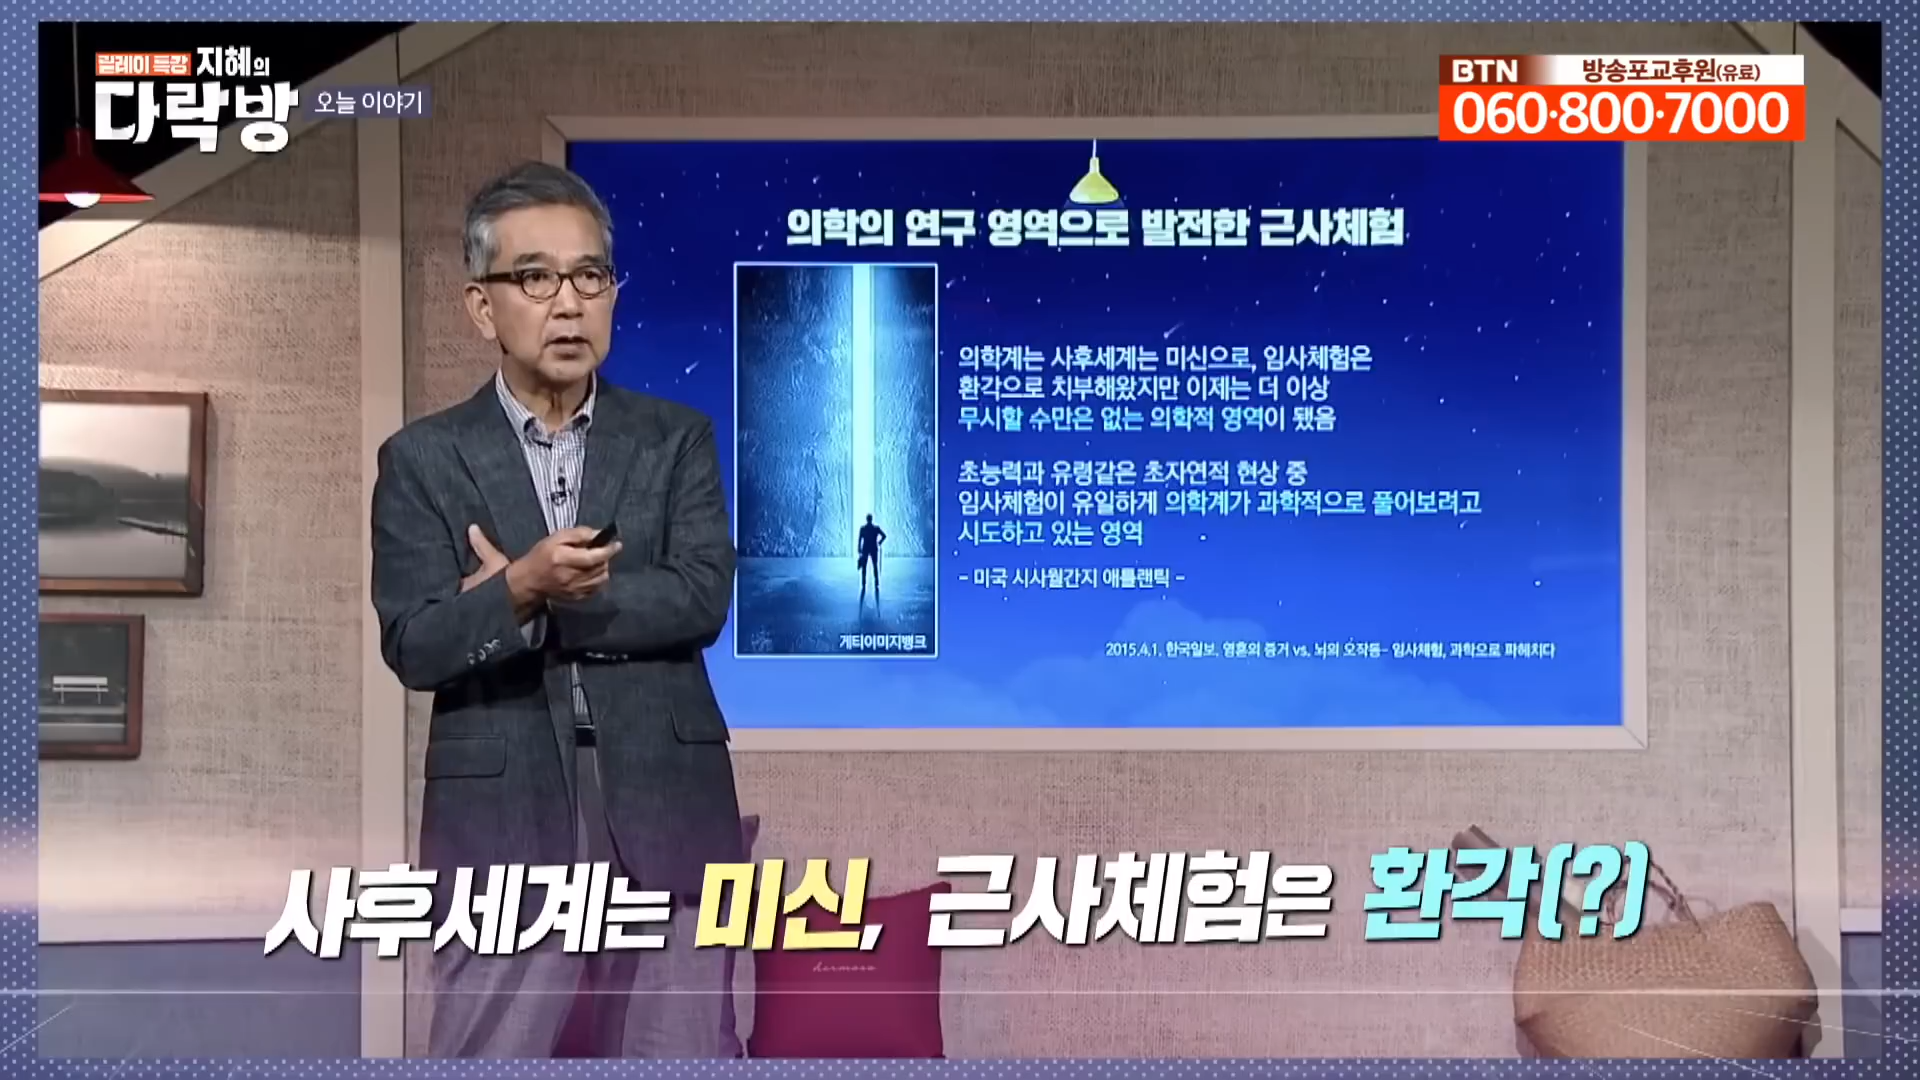 릴레이 특강 지혜의
다락방 오늘 이야기
BTN 방송포교후원(유료)
060·800·7000
의학의 연구 영역으로 발전한 근사체험
의학계는 사후세계는 미신으로, 임사체험은
환각으로 치부해왔지만 이제는 더 이상
무시할 수만은 없는 의학적 영역이 됐음
초능력과 유령같은 초자연적 현상 중
임사체험이 유일하게 의학계가 과학적으로 풀어보려고
시도하고 있는 영역
- 미국 시사월간지 애틀랜틱 -
게티이미지뱅크
2015.4.1. 한국일보, 영혼의 증거 vs. 뇌의 오작동- 임사체험, 과학으로 파헤치다
사후세계는 미신, 근사체험은 환각(?)
hermosa